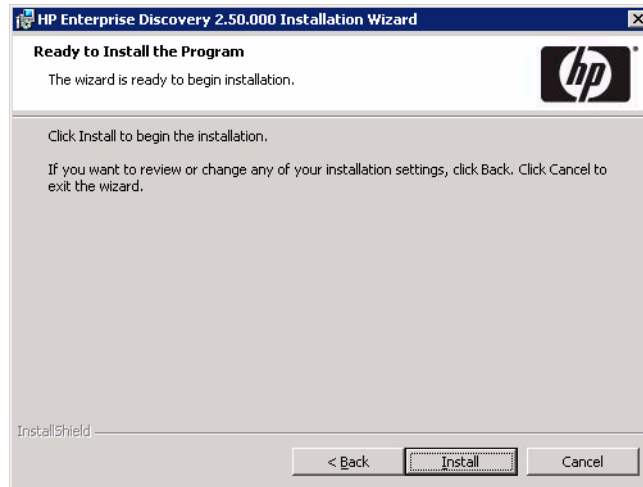 HP Enterprise Discovery 2.50.000 Installation Wizard
Ready to Install the Program
The wizard is ready to begin installation.
hp
Click Install to begin the installation.
If you want to review or change any of your installation settings, click Back. Click Cancel to
exit the wizard.
InstallShield
< Back
Install
Cancel